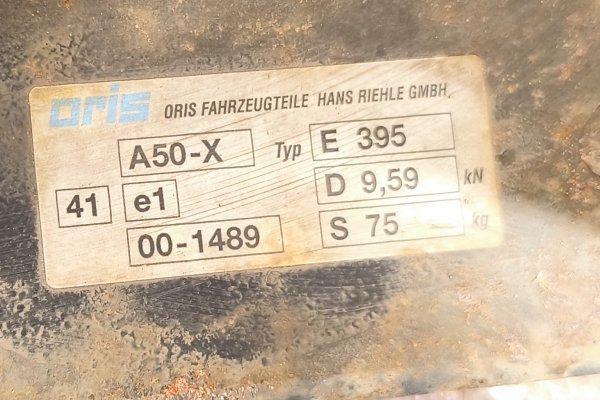 oris ORIS FAHRZEUGTEILE HANS RIEHLE GMBH.
A50-X Typ E 395
41 e1 D 9,59 kN
00-1489 S 75 kg